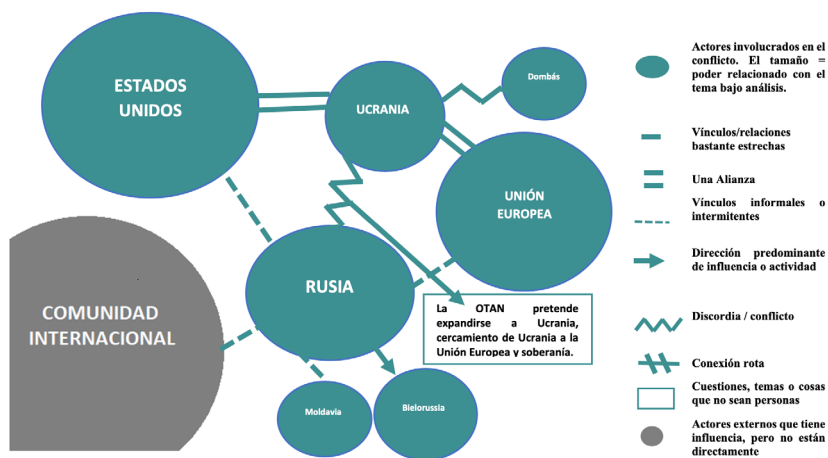 ESTADOS
UNIDOS
UCRANIA
Dombás
UNIÓN
EUROPEA
RUSIA
COMUNIDAD
INTERNACIONAL
La OTAN pretende
expandirse a Ucrania,
cercamiento de Ucrania a la
Unión Europea y soberanía.
Moldavia
Bielorussia
Actores involucrados en el
conflicto. El tamaño =
poder relacionado con el
tema bajo análisis.
Vínculos/relaciones
bastante estrechas
Una Alianza
Vínculos informales o
intermitentes
Dirección predominante
de influencia o actividad
Discordia / conflicto
Conexión rota
Cuestiones, temas o cosas
que no sean personas
Actores externos que tiene
influencia, pero no están
directamente